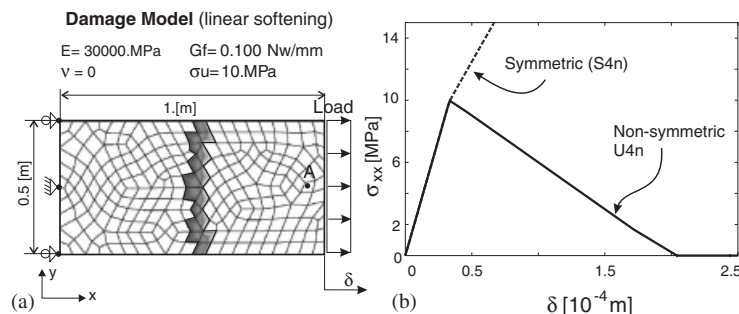 Damage Model (linear softening)
E= 30000.MPa Gf= 0.100 Nw/mm
ν = 0 σu= 10.MPa
1.[m]
Load
0.5 [m]
A
y
x
δ
(a)
14
10
6
2
0
σxx [MPa]
Symmetric (S4n)
Non-symmetric
U4n
0 0.5 1.5 2.5
δ [10-4 m]
(b)